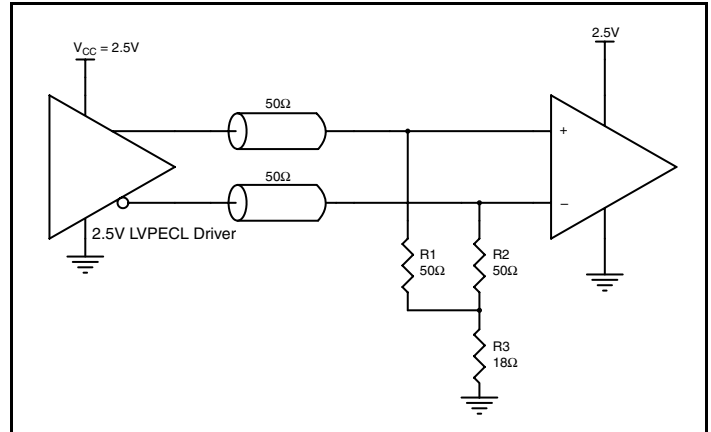 V_CC = 2.5V
2.5V
50Ω
+
50Ω
–
2.5V LVPECL Driver
R1
50Ω
R2
50Ω
R3
18Ω